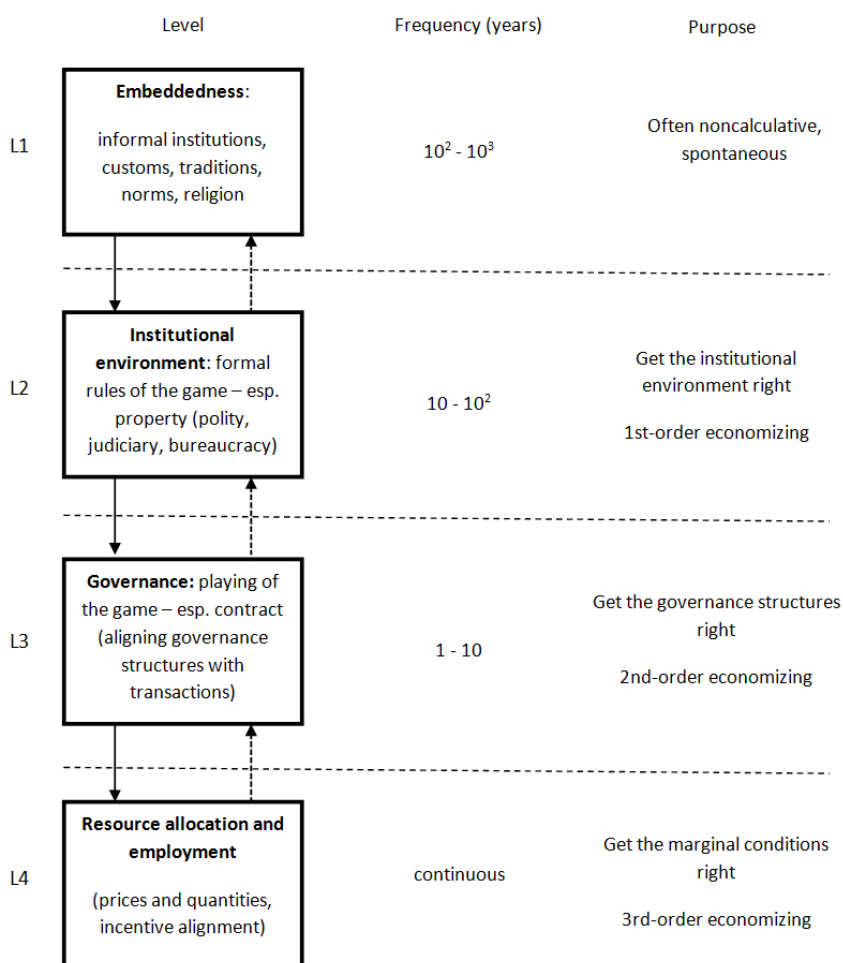 Level
Frequency (years)
Purpose
L1
Embeddedness:
informal institutions,
customs, traditions,
norms, religion
10² - 10³
Often noncalculative,
spontaneous
L2
Institutional
environment: formal
rules of the game – esp.
property (polity,
judiciary, bureaucracy)
10 - 10²
Get the institutional
environment right
1st-order economizing
L3
Governance: playing of
the game – esp. contract
(aligning governance
structures with
transactions)
1 - 10
Get the governance structures
right
2nd-order economizing
L4
Resource allocation and
employment
(prices and quantities,
incentive alignment)
continuous
Get the marginal conditions
right
3rd-order economizing